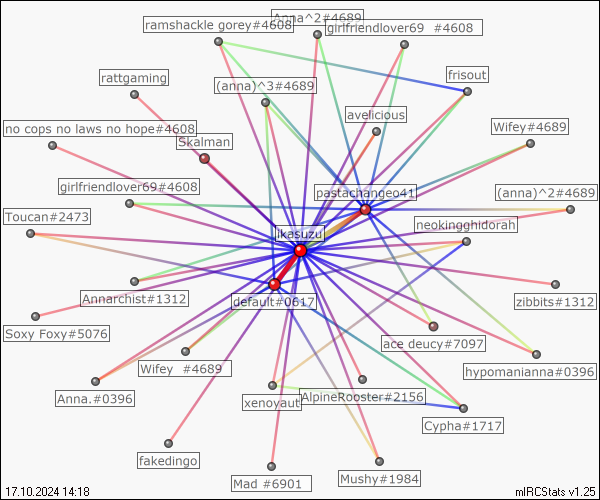 Anna^2#4689
ramshackle gorey#4608
girlfriendlover69 #4608
rattgaming
(anna)^3#4689
frisout
avelicious
no cops no laws no hope#4608
Skalman
Wifey#4689
girlfriendlover69#4608
pastachandeo41
(anna)^2#4689
Toucan#2473
ikasuzu
neokingghidorah
Annarchist#1312
default#0617
zibbits#1312
Soxy Foxy#5076
ace deucy#7097
Wifey #4689
hypomanianna#0396
Anna.#0396
xenoyaut
AlpineRooster#2156
Cypha#1717
fakedingo
Mad #6901
Mushy#1984
17.10.2024 14:18
mIRCStats v1.25